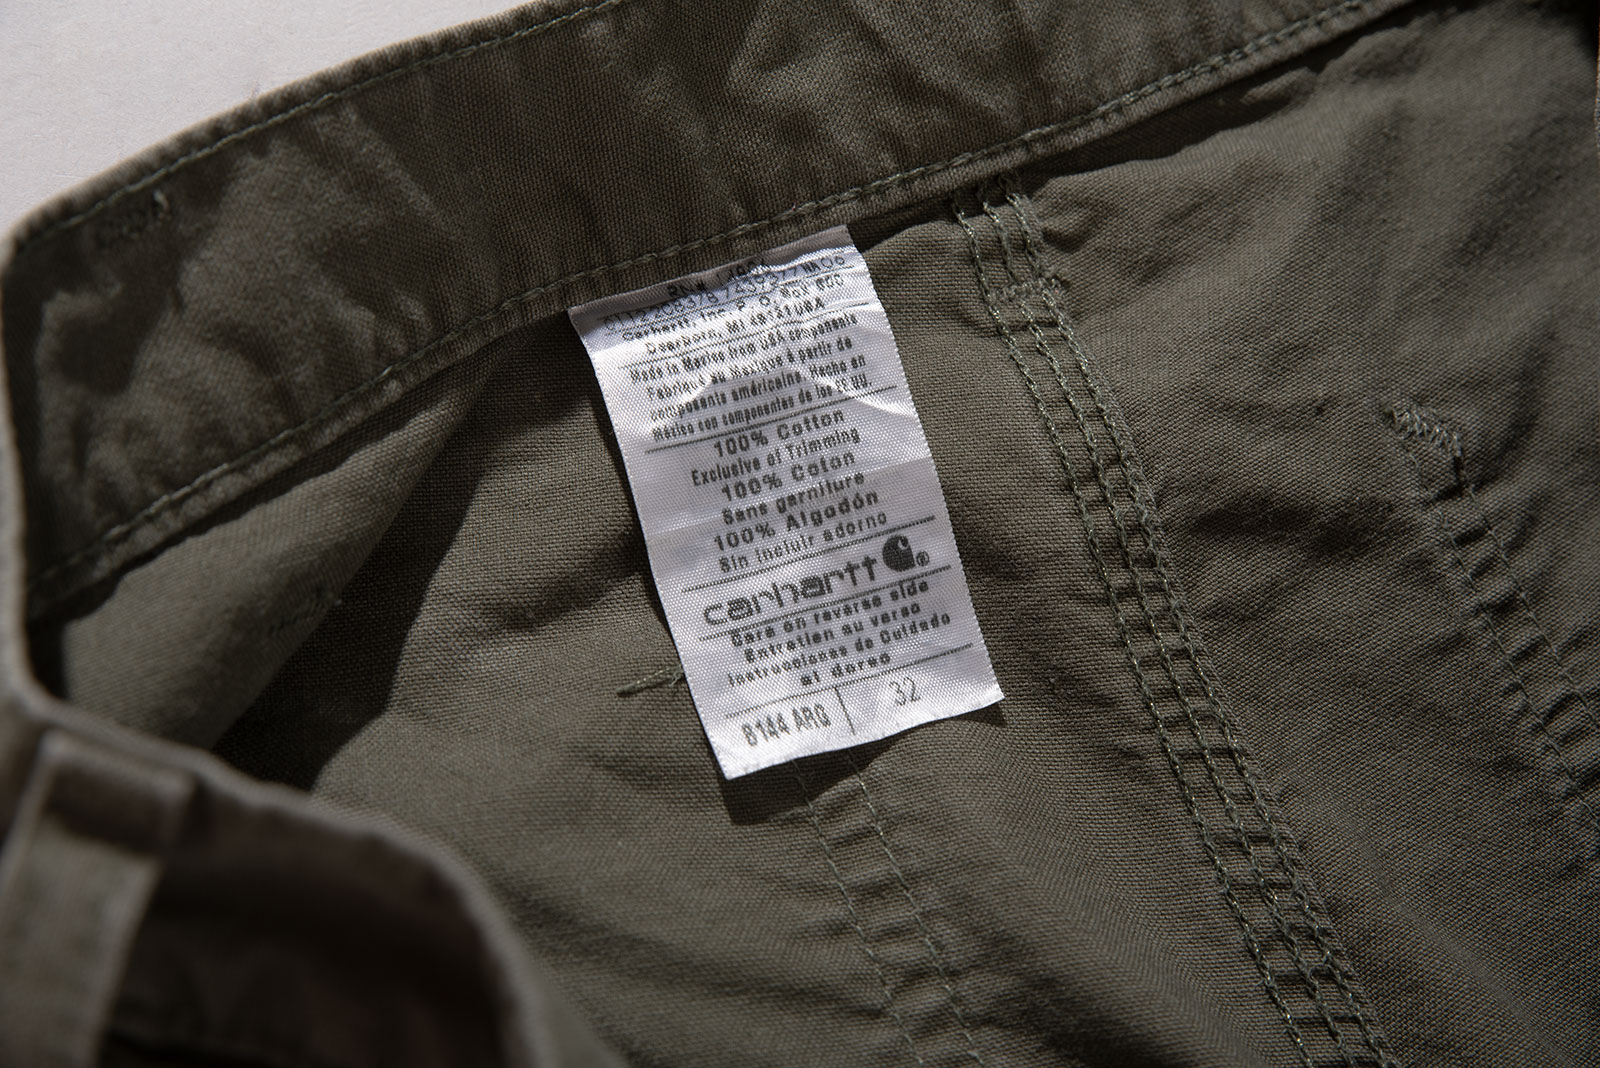 Carhartt, Inc. P.O. Box 600
Dearborn, MI 48121 USA
Made in Mexico from USA components
Fabriqué au Mexique à partir de
composants américains. Hecho en
México con componentes de los EE.UU.
100% Cotton
Exclusive of Trimming
100% Coton
Sans garniture
100% Algodón
Sin incluir adorno
carhartt ®
Care on reverse side
Entretien au verso
Instrucciones de Cuidado
al dorso
32